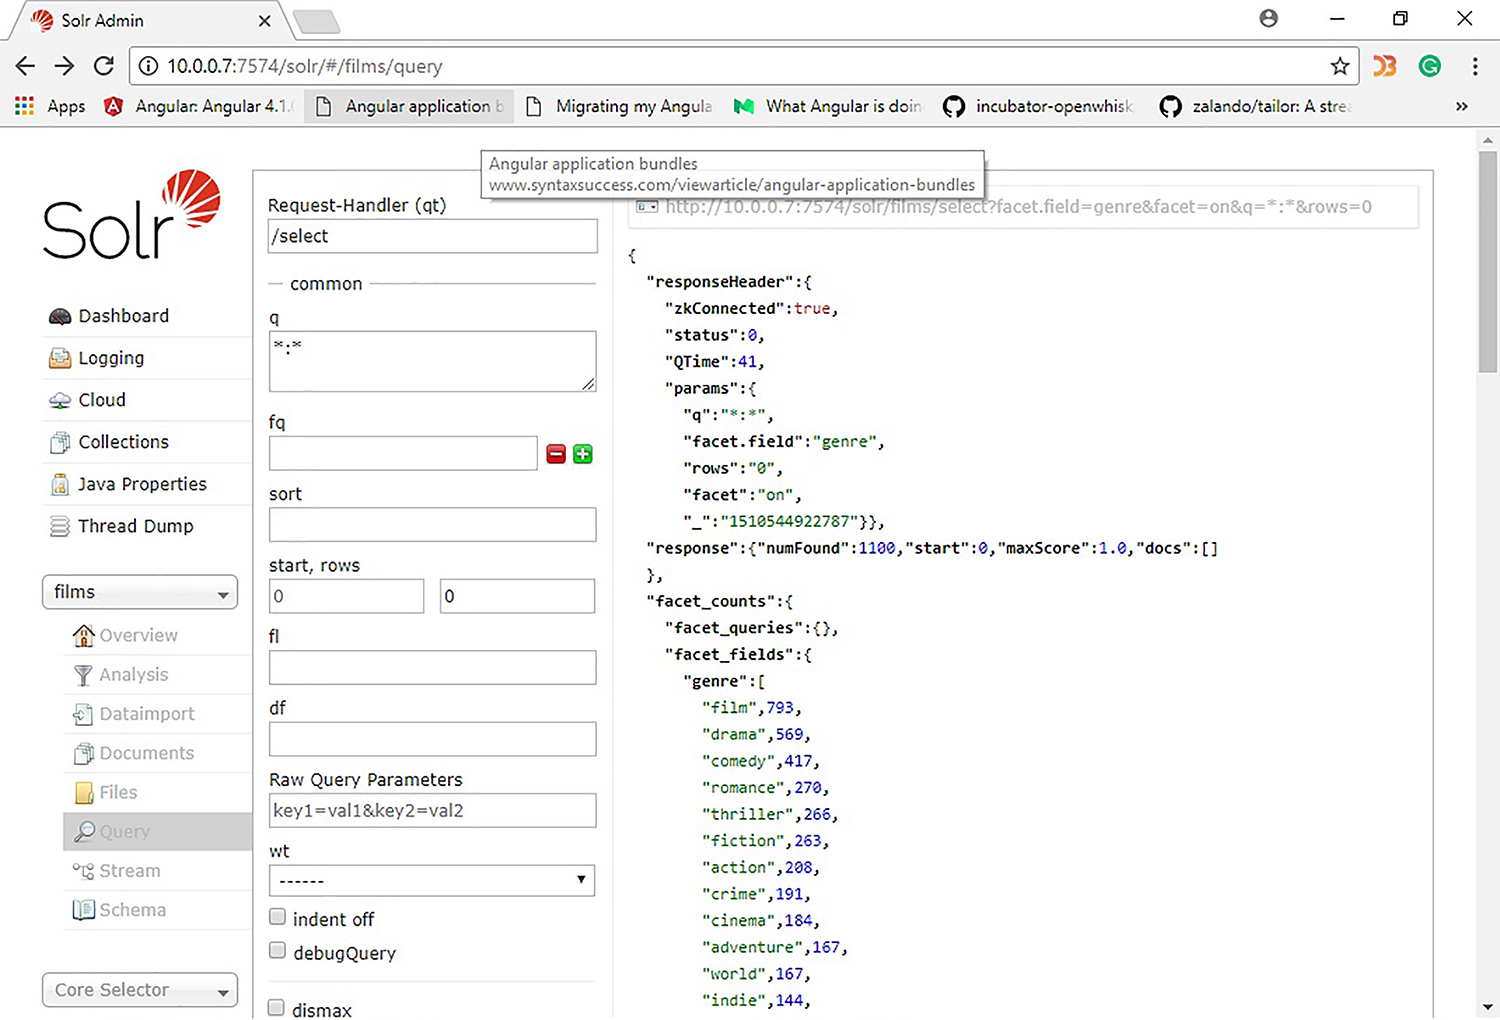 Solr Admin
10.0.0.7:7574/solr/#/films/query
Apps
Angular: Angular 4.1.
Angular application b
Migrating my Angula
What Angular is doin
incubator-openwhisk
zalando/tailor: A stre
»
Angular application bundles
www.syntaxsuccess.com/viewarticle/angular-application-bundles
Solr
Dashboard
Logging
Cloud
Collections
Java Properties
Thread Dump
films
Overview
Analysis
Dataimport
Documents
Files
Query
Stream
Schema
Core Selector
Request-Handler (qt)
/select
common
q
*:*
fq
sort
start, rows
0
0
fl
df
Raw Query Parameters
key1=val1&key2=val2
wt
------
indent off
debugQuery
dismax
http://10.0.0.7:7574/solr/films/select?facet.field=genre&facet=on&q=*:*&rows=0
{
"responseHeader":{
"zkConnected":true,
"status":0,
"QTime":41,
"params":{
"q":"*:*",
"facet.field":"genre",
"rows":"0",
"facet":"on",
"_":"1510544922787"}},
"response":{"numFound":1100,"start":0,"maxScore":1.0,"docs":[]
},
"facet_counts":{
"facet_queries":{},
"facet_fields":{
"genre":[
"film",793,
"drama",569,
"comedy",417,
"romance",270,
"thriller",266,
"fiction",263,
"action",208,
"crime",191,
"cinema",184,
"adventure",167,
"world",167,
"indie",144,